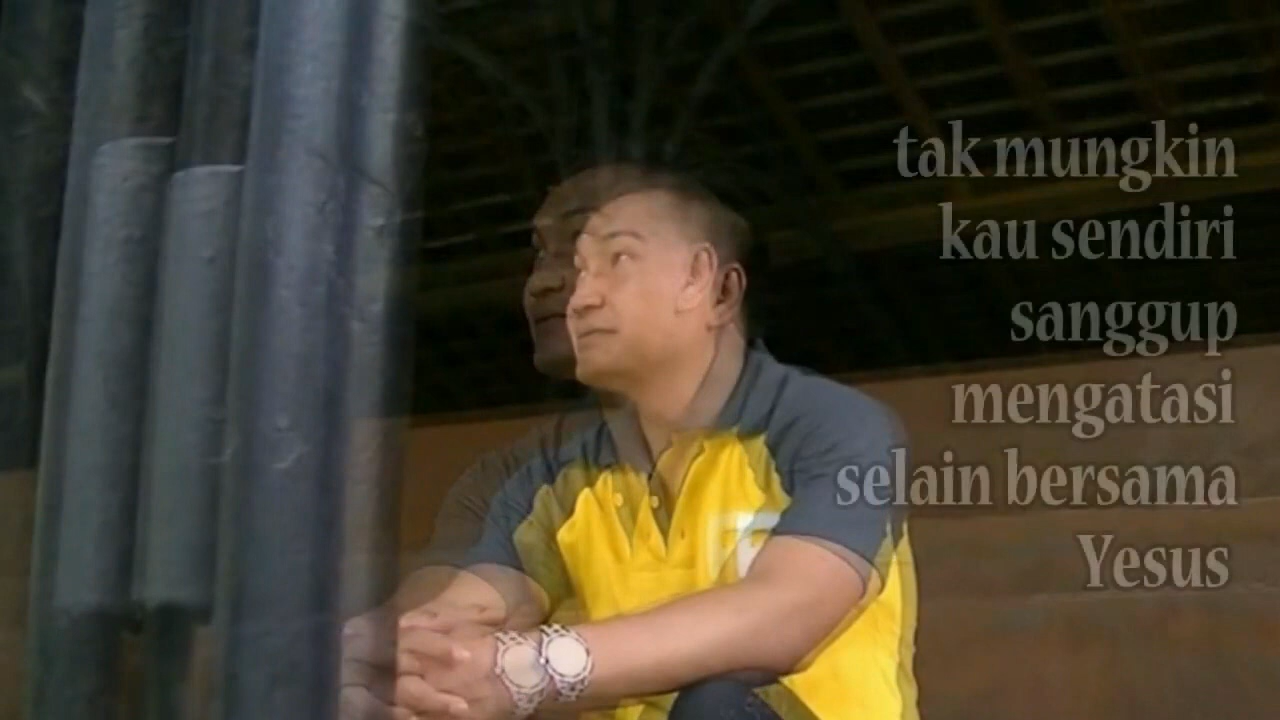 tak mungkin
kau sendiri
sanggup
mengatasi
selain bersama
Yesus